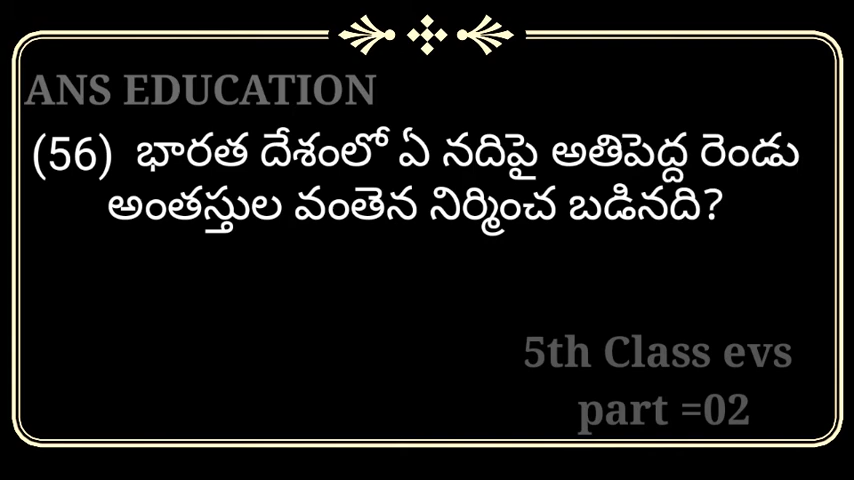 ANS EDUCATION
(56) భారత దేశంలో ఏ నదిపై అతిపెద్ద రెండు
అంతస్తుల వంతెన నిర్మించ బడినది?
5th Class evs
part =02